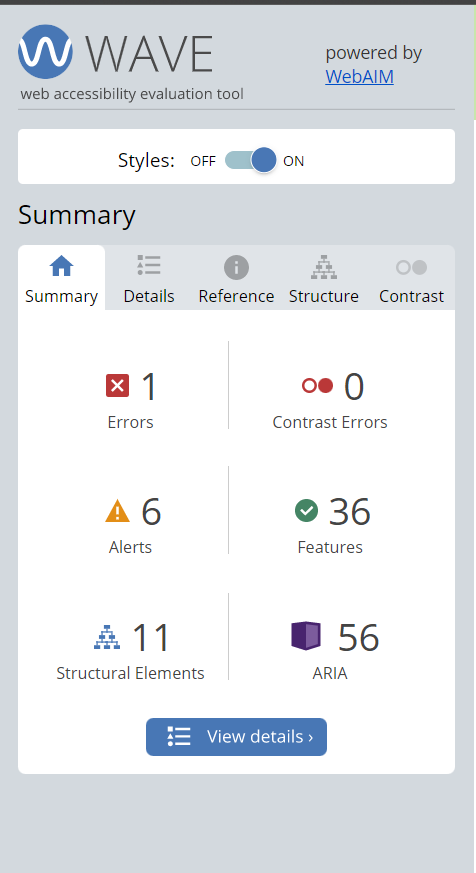 WAVE
web accessibility evaluation tool
powered by
WebAIM
Styles: OFF ON
Summary
Summary Details Reference Structure Contrast
1 0
Errors Contrast Errors
6 36
Alerts Features
11 56
Structural Elements ARIA
View details ›